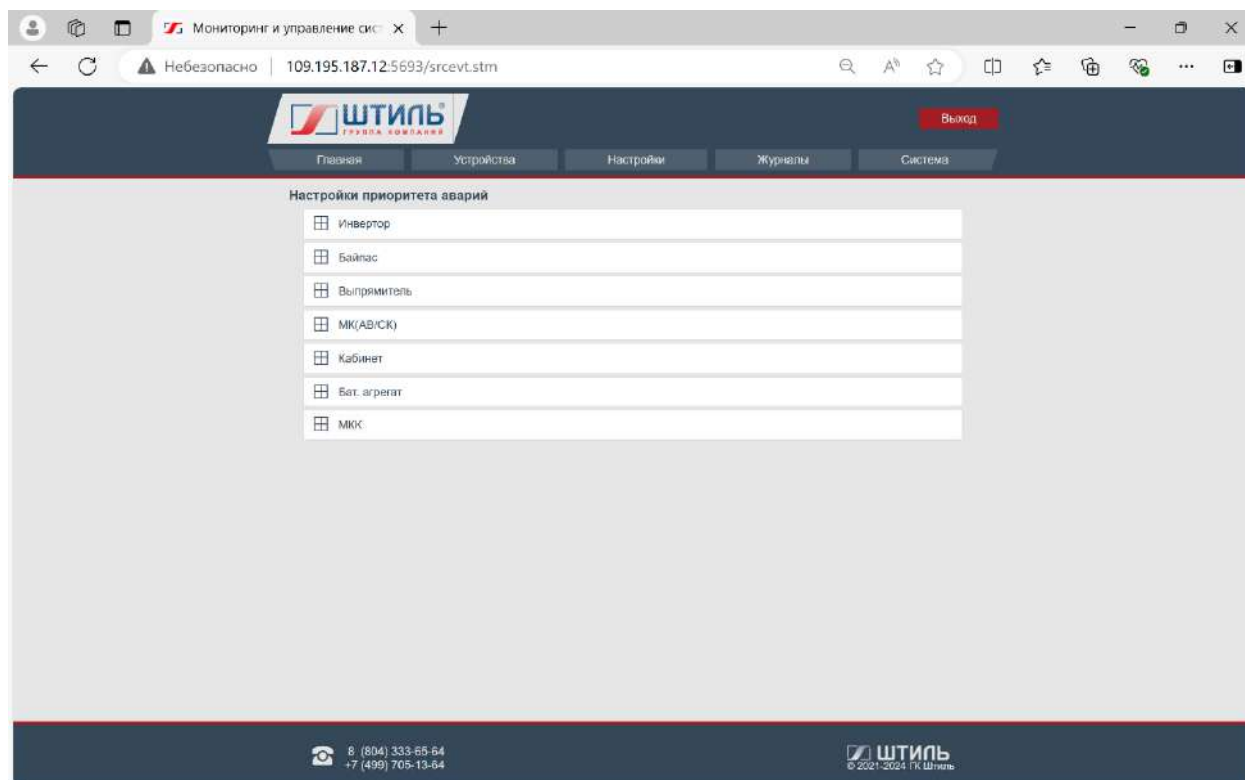 Мониторинг и управление сис
Небезопасно 109.195.187.12:5693/srcevt.stm
ШТИЛЬ
ГРУППА КОМПАНИЙ
Выход
Главная Устройства Настройки Журналы Система
Настройки приоритета аварий
Инвертор
Байпас
Выпрямитель
МК(АВ/СК)
Кабинет
Бат. агрегат
МКК
8 (804) 333-65-64
+7 (499) 705-13-64
ШТИЛЬ
© 2021-2024 ГК Штиль